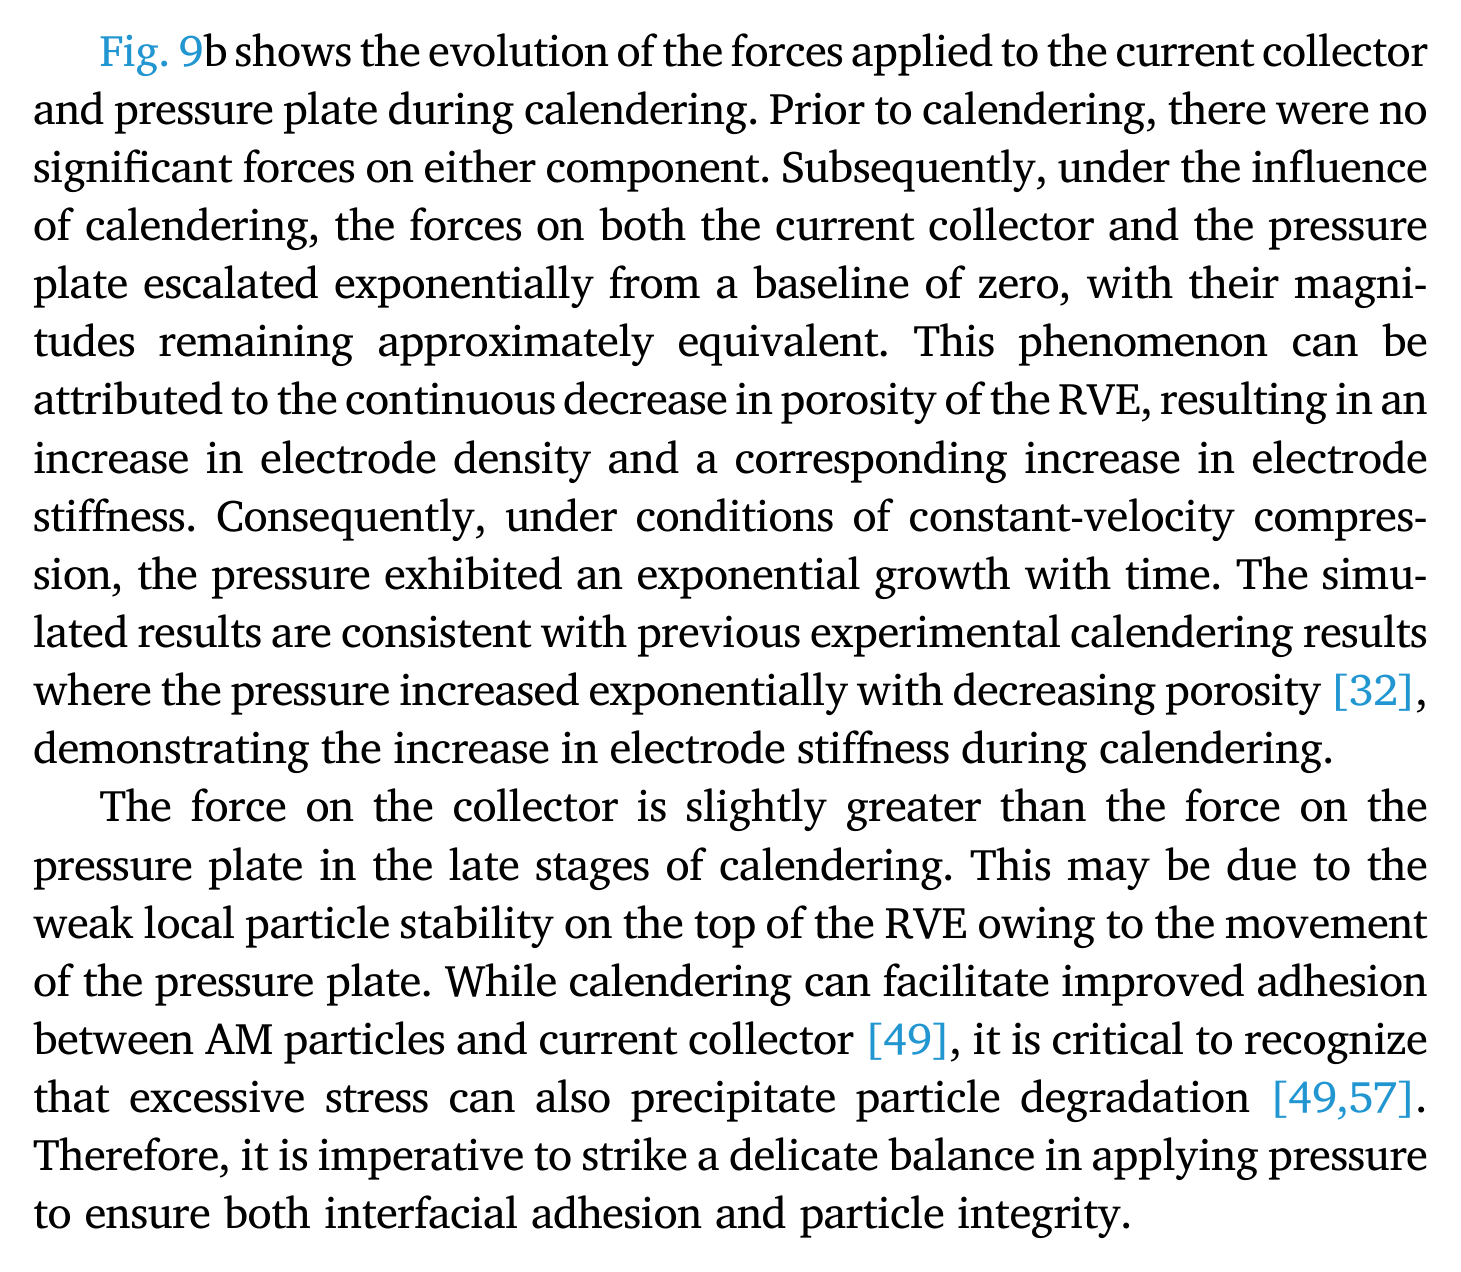 Fig. 9b shows the evolution of the forces applied to the current collector
and pressure plate during calendering. Prior to calendering, there were no
significant forces on either component. Subsequently, under the influence
of calendering, the forces on both the current collector and the pressure
plate escalated exponentially from a baseline of zero, with their magni-
tudes remaining approximately equivalent. This phenomenon can be
attributed to the continuous decrease in porosity of the RVE, resulting in an
increase in electrode density and a corresponding increase in electrode
stiffness. Consequently, under conditions of constant-velocity compres-
sion, the pressure exhibited an exponential growth with time. The simu-
lated results are consistent with previous experimental calendering results
where the pressure increased exponentially with decreasing porosity [32],
demonstrating the increase in electrode stiffness during calendering.
The force on the collector is slightly greater than the force on the
pressure plate in the late stages of calendering. This may be due to the
weak local particle stability on the top of the RVE owing to the movement
of the pressure plate. While calendering can facilitate improved adhesion
between AM particles and current collector [49], it is critical to recognize
that excessive stress can also precipitate particle degradation [49,57].
Therefore, it is imperative to strike a delicate balance in applying pressure
to ensure both interfacial adhesion and particle integrity.